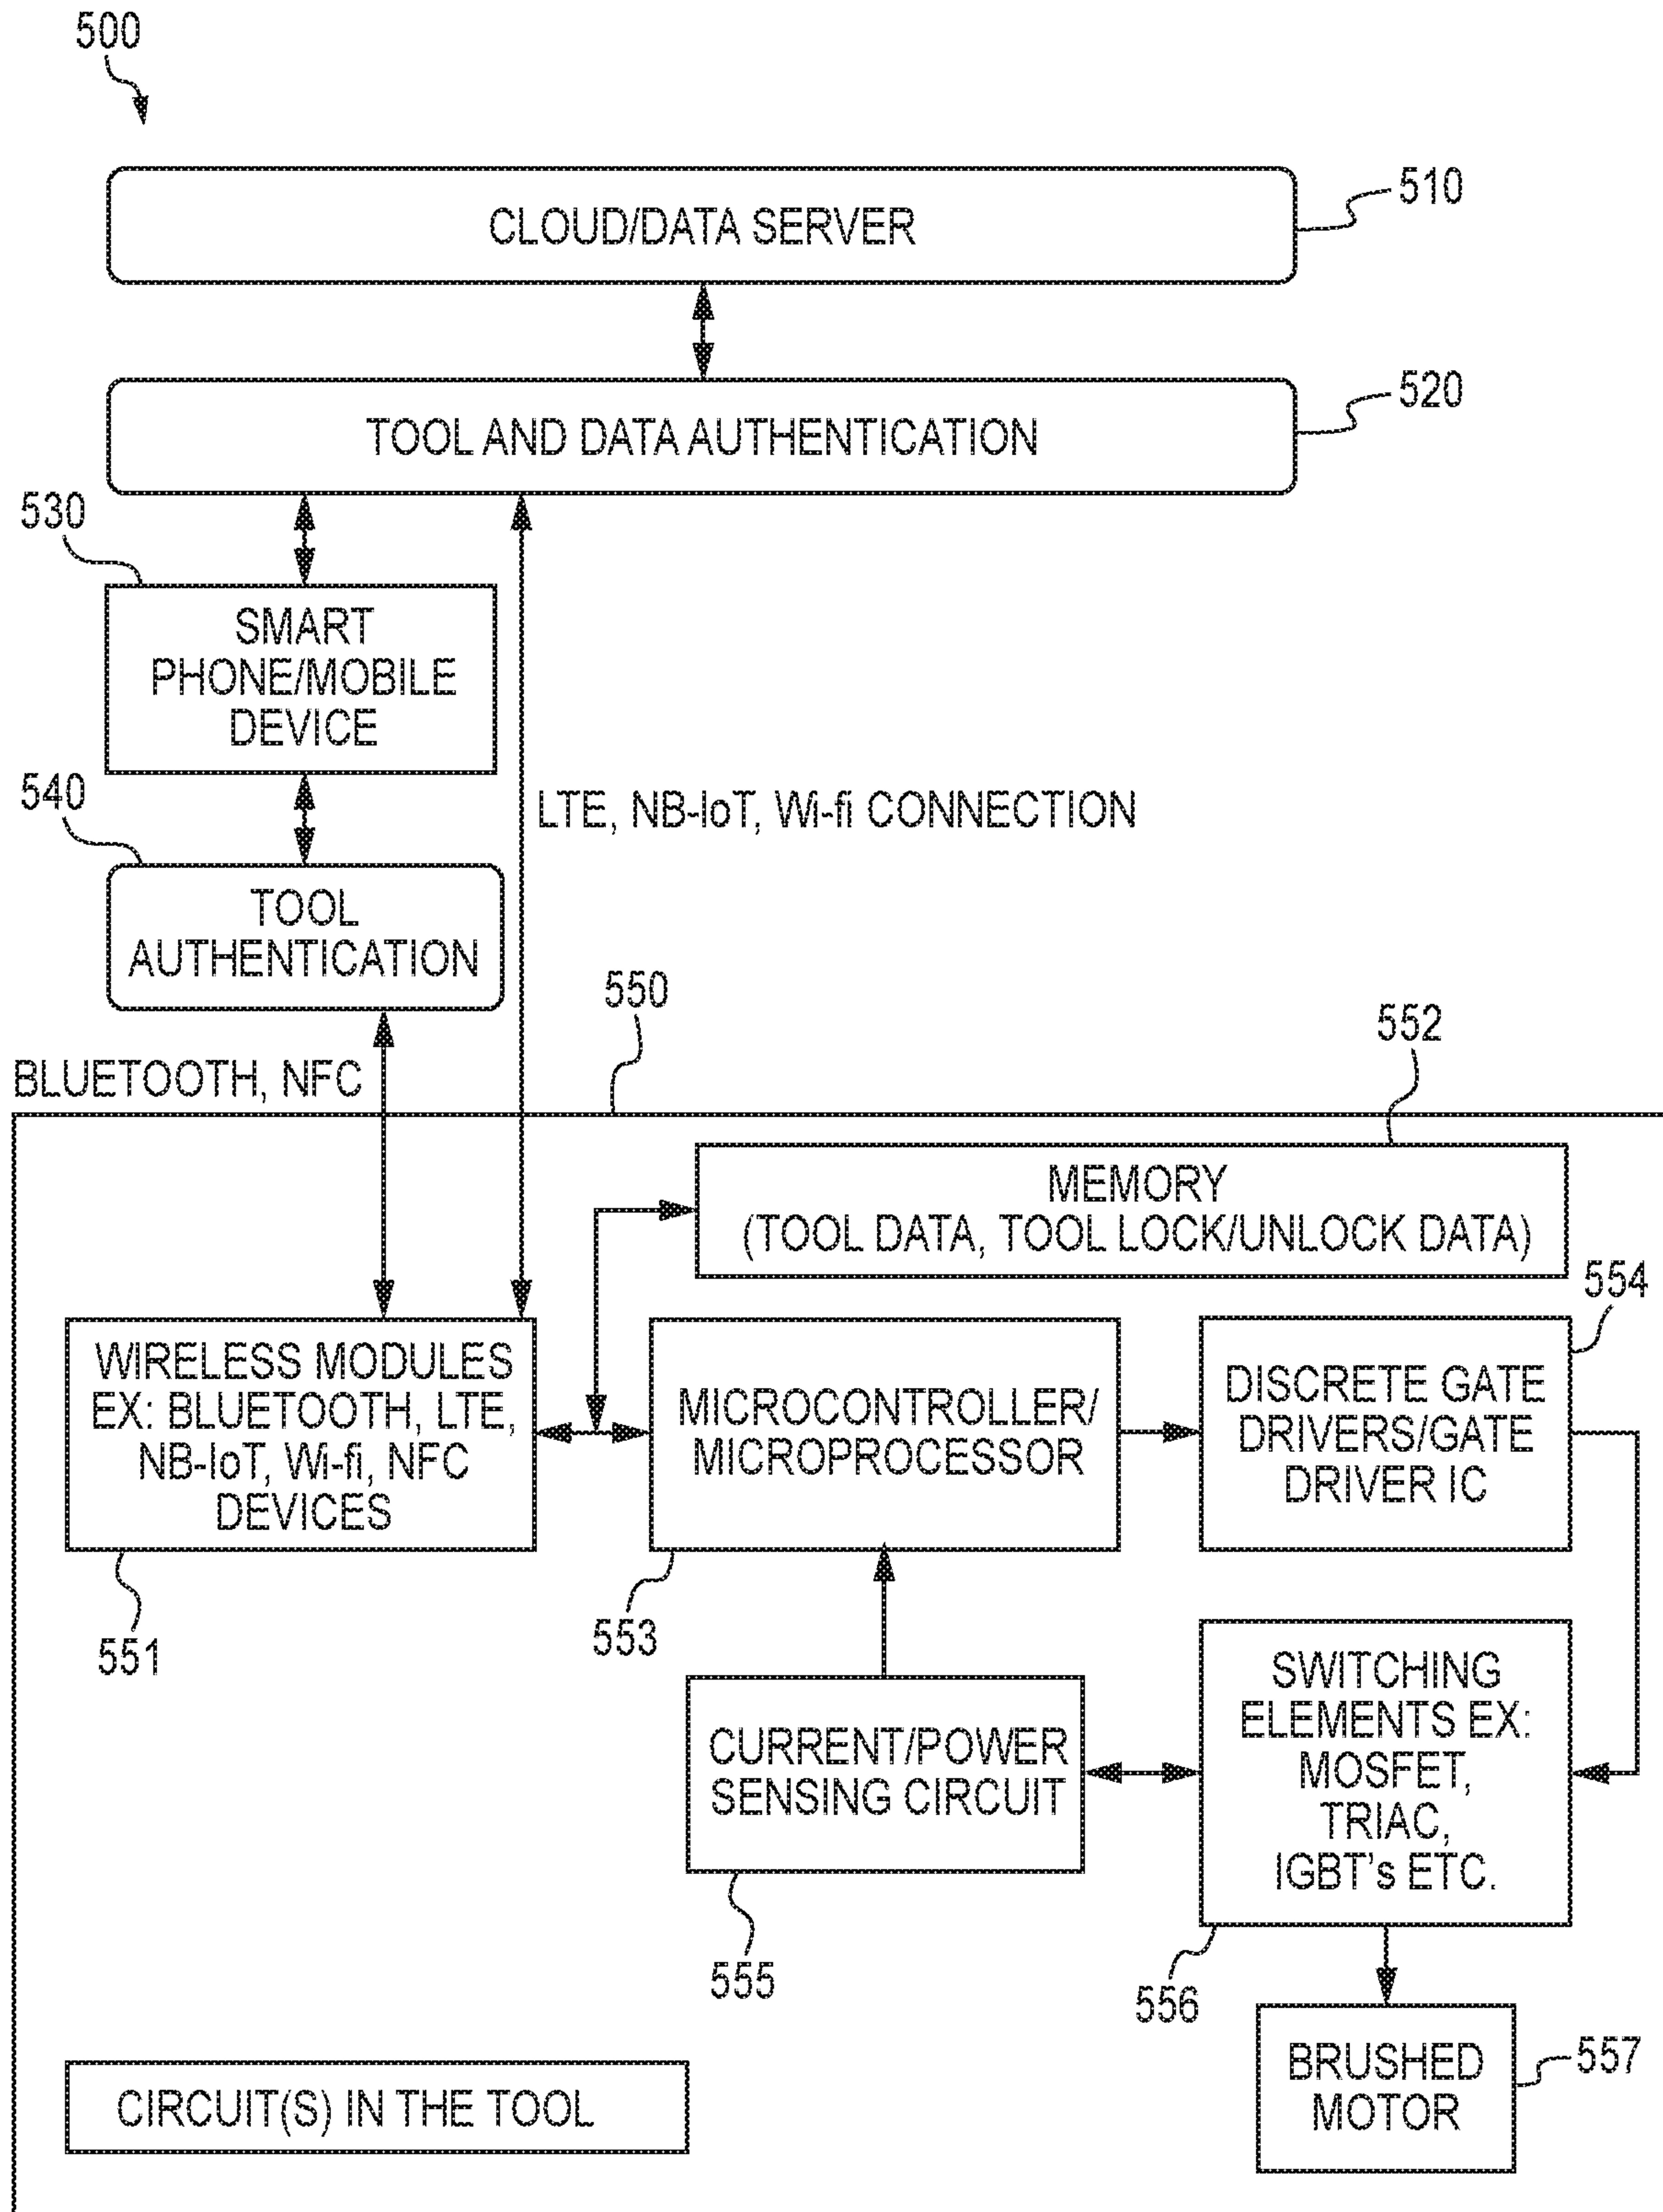 500
CLOUD/DATA SERVER
510
TOOL AND DATA AUTHENTICATION
520
530
SMART
PHONE/MOBILE
DEVICE
540
LTE, NB-IoT, Wi-fi CONNECTION
TOOL
AUTHENTICATION
550
552
BLUETOOTH, NFC
MEMORY
(TOOL DATA, TOOL LOCK/UNLOCK DATA)
554
WIRELESS MODULES
EX: BLUETOOTH, LTE,
NB-IoT, Wi-fi, NFC
DEVICES
551
MICROCONTROLLER/
MICROPROCESSOR
553
DISCRETE GATE
DRIVERS/GATE
DRIVER IC
CURRENT/POWER
SENSING CIRCUIT
555
SWITCHING
ELEMENTS EX:
MOSFET,
TRIAC,
IGBT's ETC.
556
BRUSHED
MOTOR
557
CIRCUIT(S) IN THE TOOL